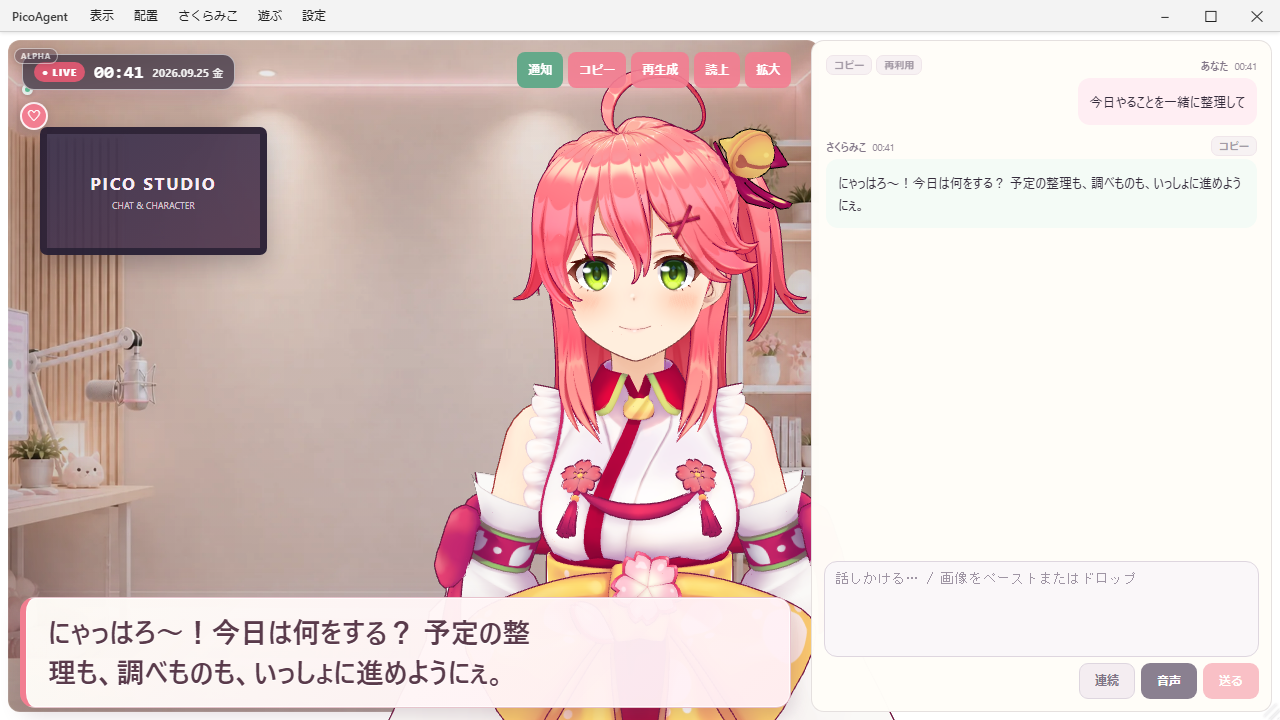 PicoAgent 表示 配置 さくらみこ 遊ぶ 設定
ALPHA
● LIVE 00:41 2026.09.25 金
通知 コピー 再生成 読上 拡大
PICO STUDIO
CHAT & CHARACTER
にゃっはろ～！今日は何をする？ 予定の整
理も、調べものも、いっしょに進めようにぇ。
コピー 再利用 あなた 00:41
今日やることを一緒に整理して
さくらみこ 00:41 コピー
にゃっはろ～！今日は何をする？ 予定の整理も、調べものも、いっしょに進めよう
にぇ。
話しかける… / 画像をペーストまたはドロップ
連続 音声 送る